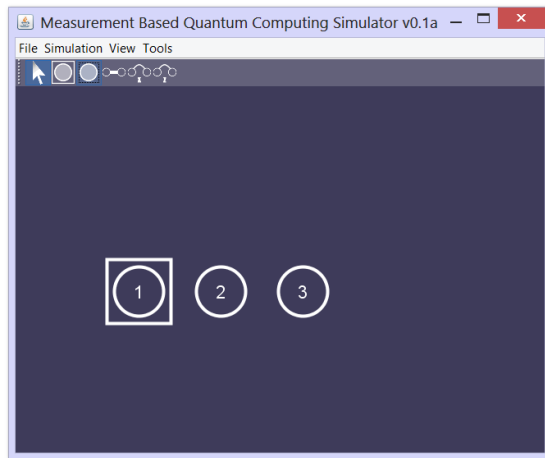 Measurement Based Quantum Computing Simulator v0.1a
File Simulation View Tools
1 2 3